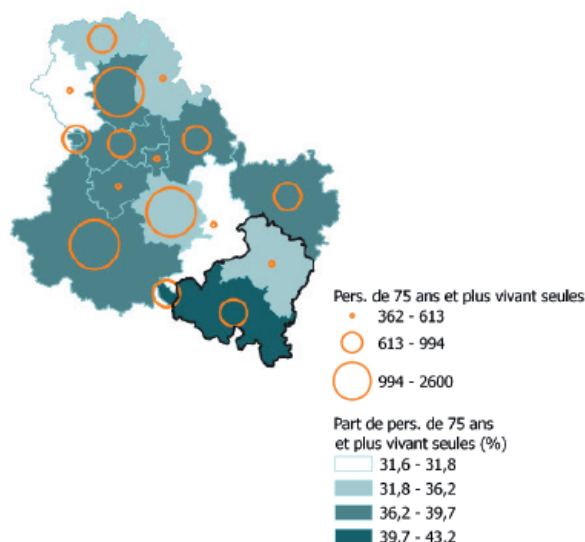 Pers. de 75 ans et plus vivant seules
362 - 613
613 - 994
994 - 2600
Part de pers. de 75 ans
et plus vivant seules (%)
31,6 - 31,8
31,8 - 36,2
36,2 - 39,7
39,7 - 43,2